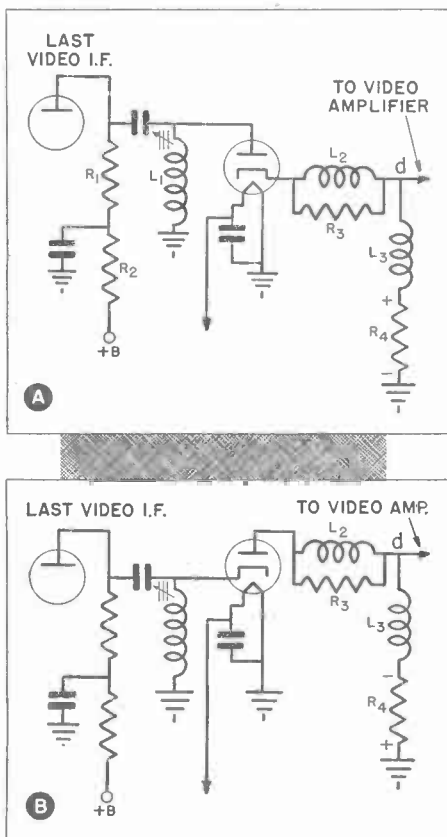 LAST
VIDEO I.F.
TO VIDEO
AMPLIFIER
R1
L1
L2
d
R3
L3
R2
+
R4
-
+B
A
LAST VIDEO I.F.
TO VIDEO AMP.
L2
d
R3
L3
-
R4
+
+B
B